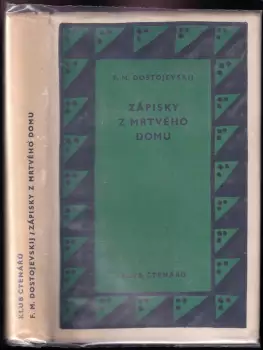 KLUB ČTENÁŘŮ
F. M. DOSTOJEVSKIJ / ZÁPISKY Z MRTVÉHO DOMU
F. M. DOSTOJEVSKIJ
ZÁPISKY
Z MRTVÉHO
DOMU
KLUB ČTENÁŘŮ